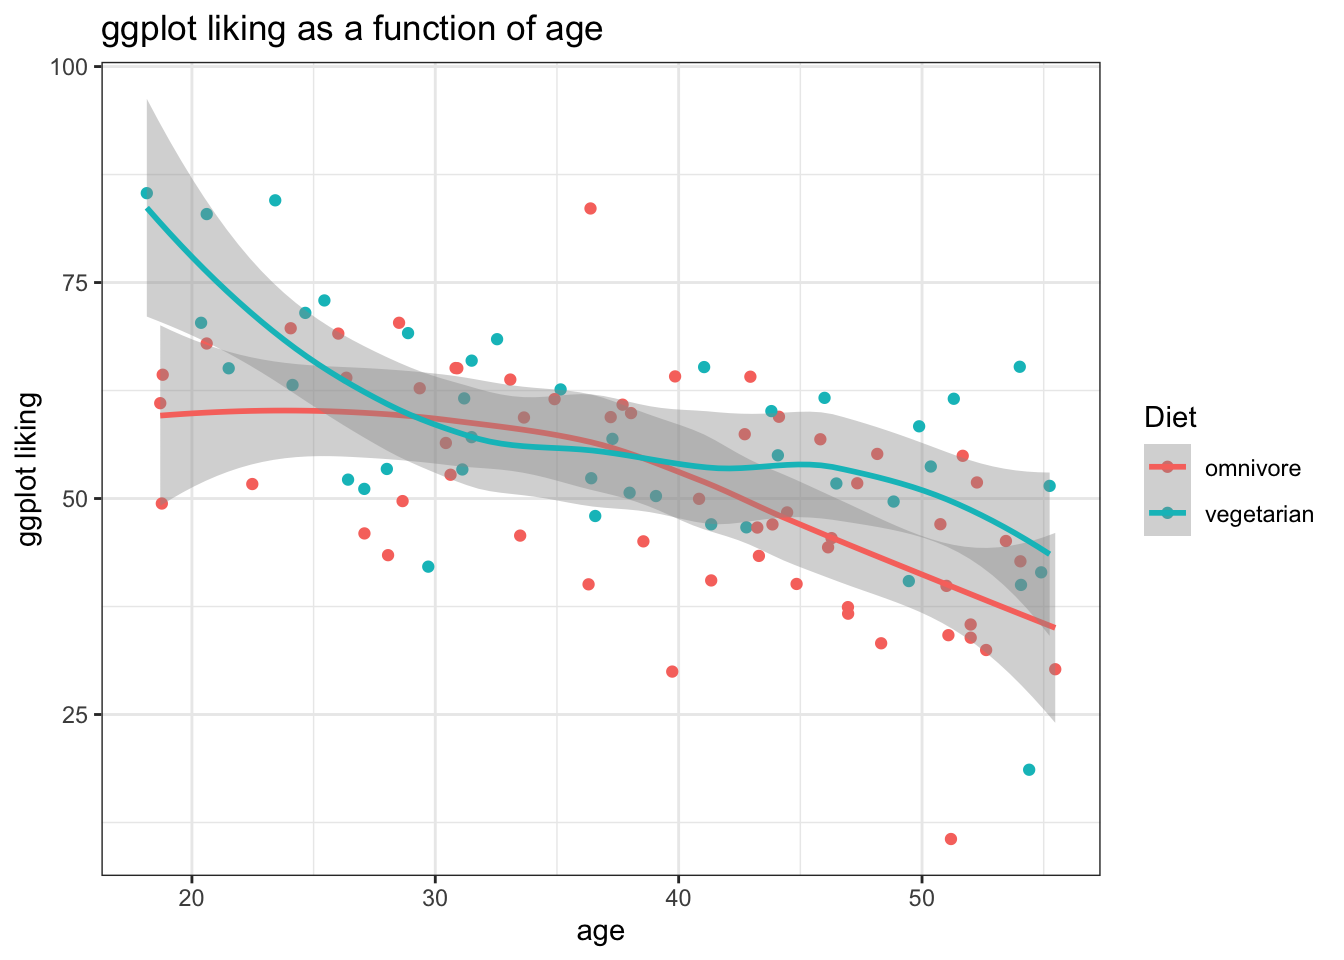 ggplot liking as a function of age
100
75
50
25
ggplot liking
20 30 40 50
age
Diet
omnivore
vegetarian